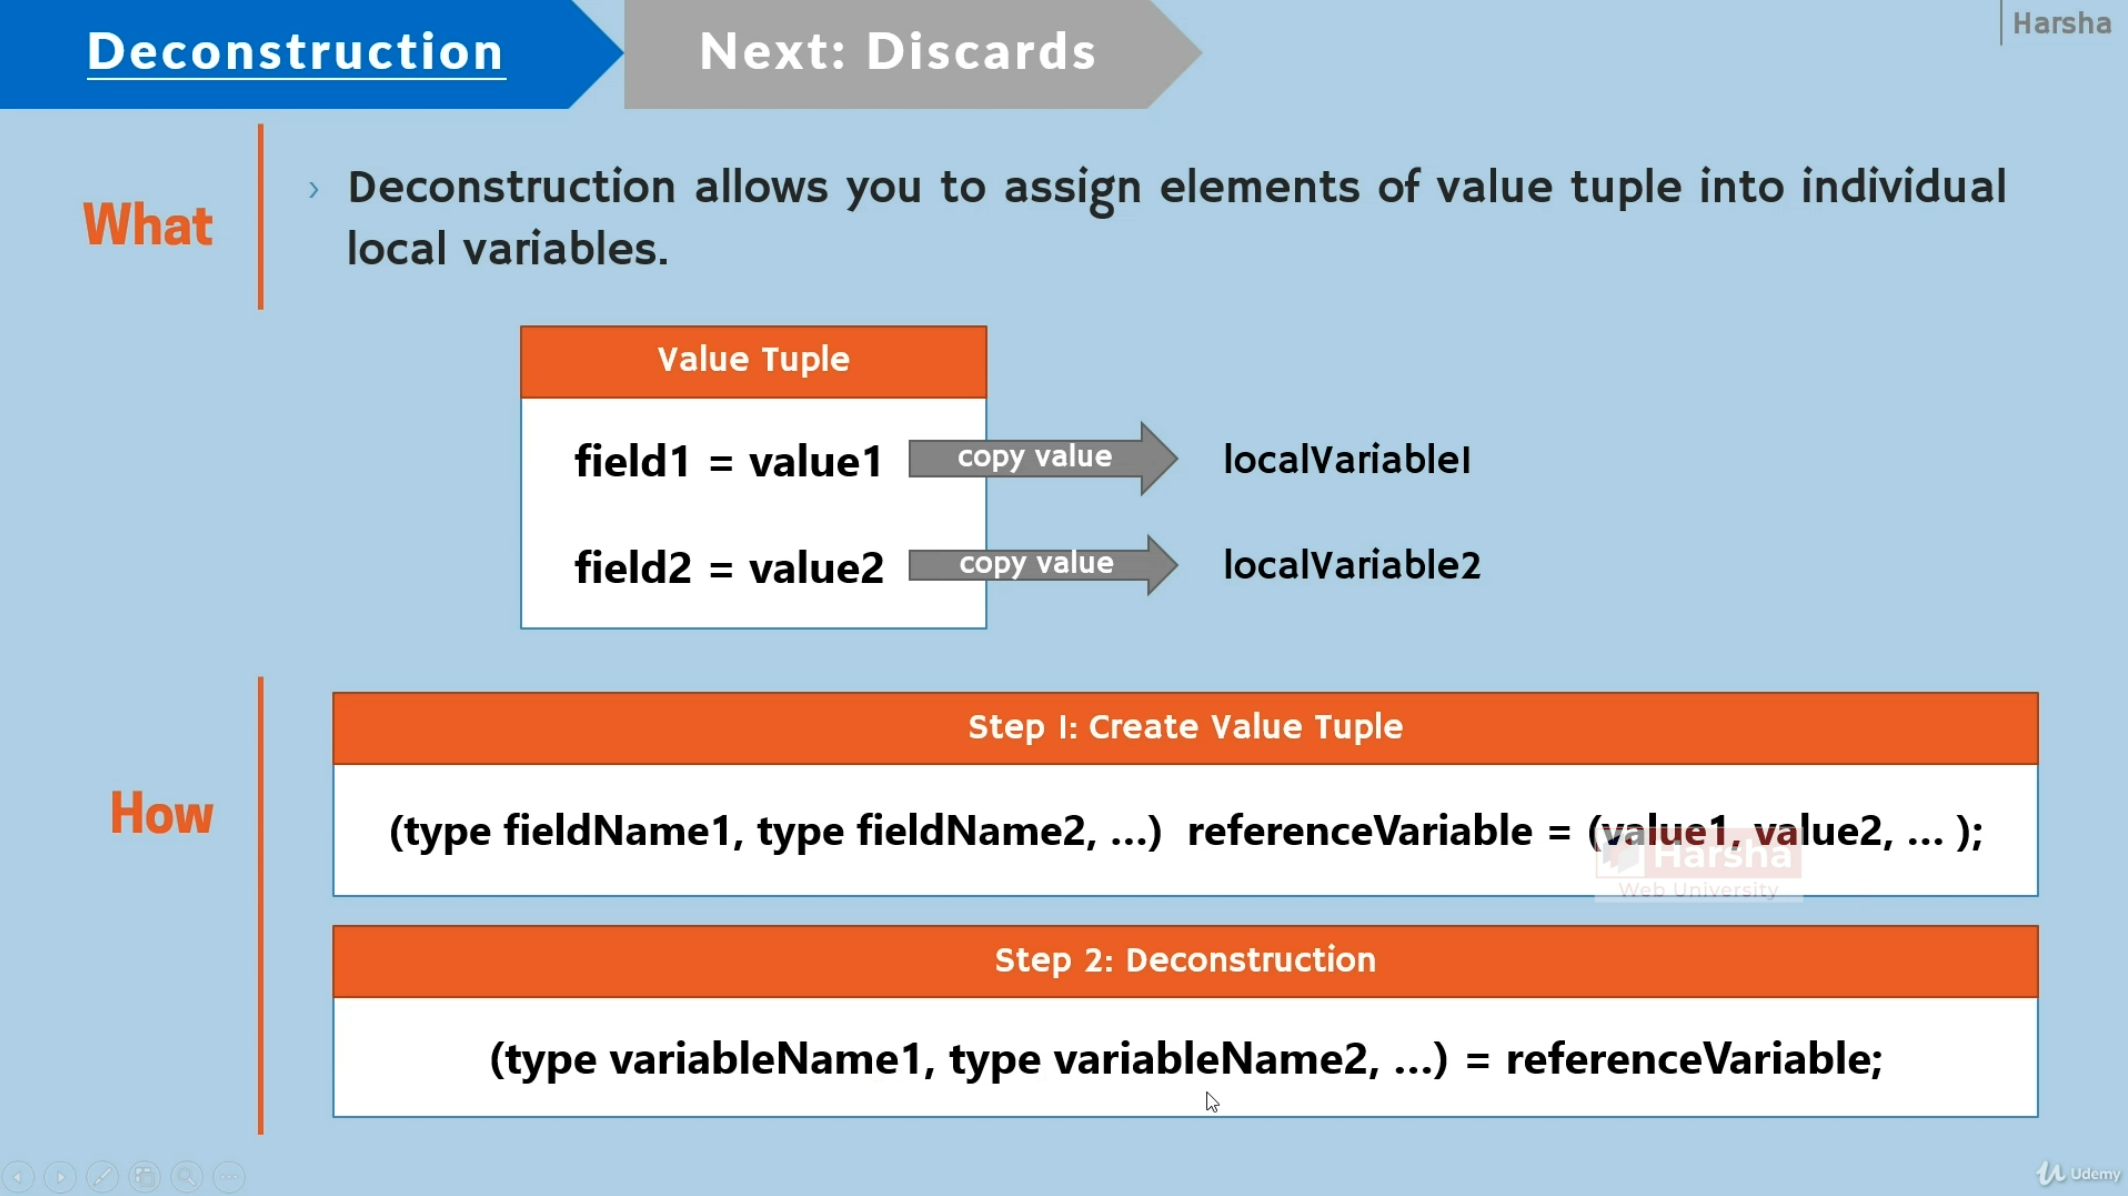 Deconstruction
Next: Discards
Harsha
What
› Deconstruction allows you to assign elements of value tuple into individual
local variables.
Value Tuple
field1 = value1
copy value
localVariable1
field2 = value2
copy value
localVariable2
How
Step 1: Create Value Tuple
(type fieldName1, type fieldName2, ...) referenceVariable = (value1, value2, ... );
Harsha
Web University
Step 2: Deconstruction
(type variableName1, type variableName2, ...) = referenceVariable;
Udemy